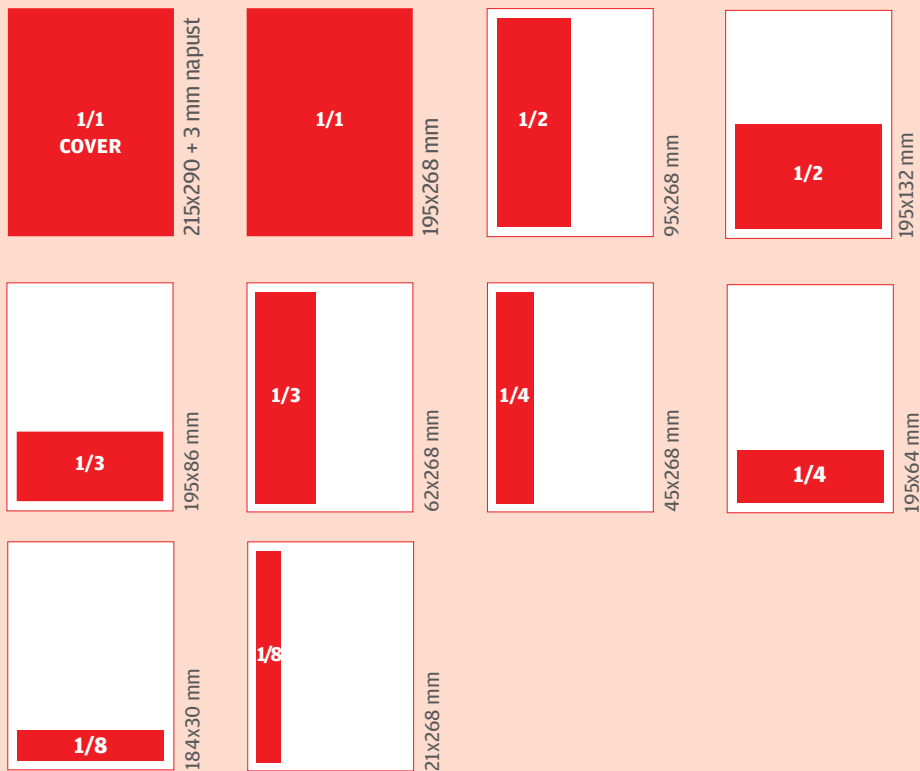 1/1
COVER
215x290 + 3 mm napust
1/1
195x268 mm
1/2
95x268 mm
1/2
195x132 mm
1/3
195x86 mm
1/3
62x268 mm
1/4
45x268 mm
1/4
195x64 mm
1/8
184x30 mm
1/8
21x268 mm